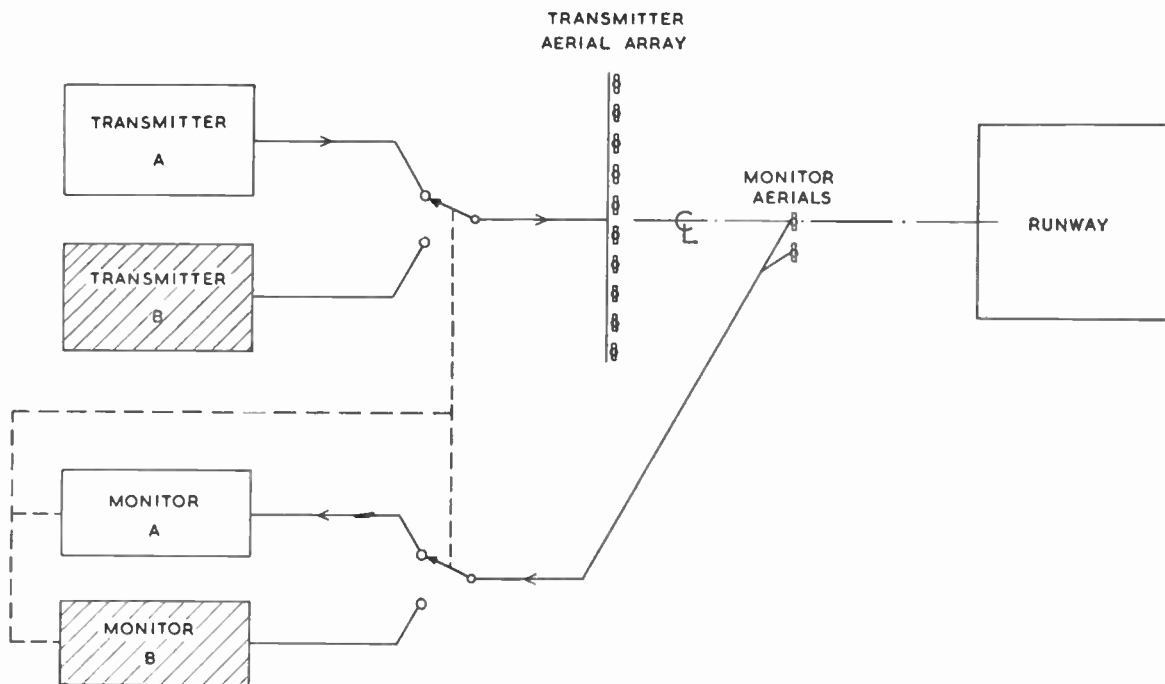 TRANSMITTER
AERIAL ARRAY
TRANSMITTER
A
TRANSMITTER
B
MONITOR
AERIALS
℄
RUNWAY
MONITOR
A
MONITOR
B